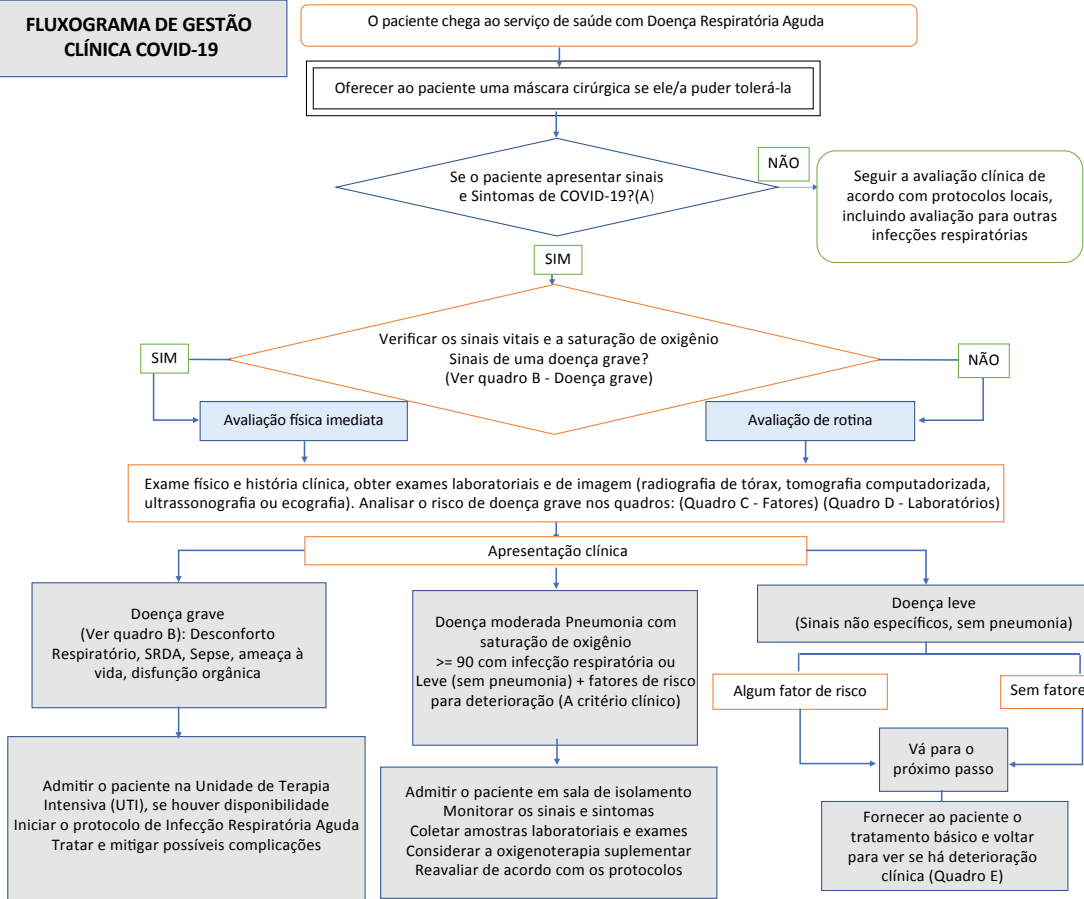 FLUXOGRAMA DE GESTÃO
CLÍNICA COVID-19
O paciente chega ao serviço de saúde com Doença Respiratória Aguda
Oferecer ao paciente uma máscara cirúrgica se ele/a puder tolerá-la
Se o paciente apresentar sinais
e Sintomas de COVID-19?(A)
NÃO
Seguir a avaliação clínica de
acordo com protocolos locais,
incluindo avaliação para outras
infecções respiratórias
SIM
Verificar os sinais vitais e a saturação de oxigênio
Sinais de uma doença grave?
(Ver quadro B - Doença grave)
SIM
NÃO
Avaliação física imediata
Avaliação de rotina
Exame físico e história clínica, obter exames laboratoriais e de imagem (radiografia de tórax, tomografia computadorizada,
ultrassonografia ou ecografia). Analisar o risco de doença grave nos quadros: (Quadro C - Fatores) (Quadro D - Laboratórios)
Apresentação clínica
Doença grave
(Ver quadro B): Desconforto
Respiratório, SRDA, Sepse, ameaça à
vida, disfunção orgânica
Doença moderada Pneumonia com
saturação de oxigênio
>= 90 com infecção respiratória ou
Leve (sem pneumonia) + fatores de risco
para deterioração (A critério clínico)
Doença leve
(Sinais não específicos, sem pneumonia)
Algum fator de risco
Sem fatore
Vá para o
próximo passo
Admitir o paciente na Unidade de Terapia
Intensiva (UTI), se houver disponibilidade
Iniciar o protocolo de Infecção Respiratória Aguda
Tratar e mitigar possíveis complicações
Admitir o paciente em sala de isolamento
Monitorar os sinais e sintomas
Coletar amostras laboratoriais e exames
Considerar a oxigenoterapia suplementar
Reavaliar de acordo com os protocolos
Fornecer ao paciente o
tratamento básico e voltar
para ver se há deterioração
clínica (Quadro E)